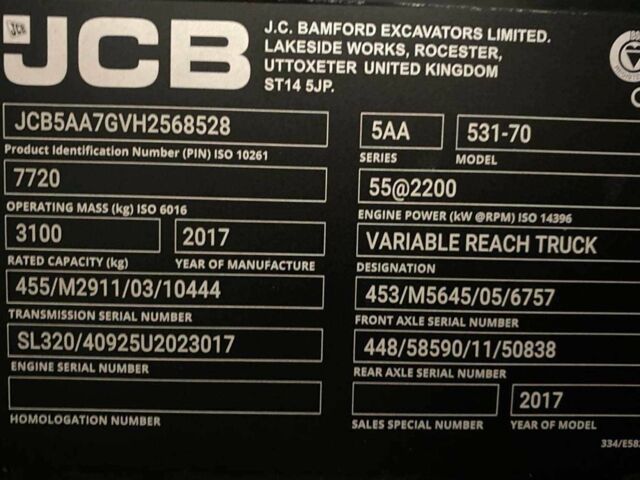 JCB
JCB
J.C. BAMFORD EXCAVATORS LIMITED.
LAKESIDE WORKS, ROCESTER,
UTTOXETER UNITED KINGDOM
ST14 5JP.
JCB5AA7GVH2568528
Product Identification Number (PIN) ISO 10261
5AA
SERIES
531-70
MODEL
7720
OPERATING MASS (kg) ISO 6016
55@2200
ENGINE POWER (kW @RPM) ISO 14396
3100
RATED CAPACITY (kg)
2017
YEAR OF MANUFACTURE
VARIABLE REACH TRUCK
DESIGNATION
455/M2911/03/10444
TRANSMISSION SERIAL NUMBER
453/M5645/05/6757
FRONT AXLE SERIAL NUMBER
SL320/40925U2023017
ENGINE SERIAL NUMBER
448/58590/11/50838
REAR AXLE SERIAL NUMBER
HOMOLOGATION NUMBER
SALES SPECIAL NUMBER
2017
YEAR OF MODEL
334/E58